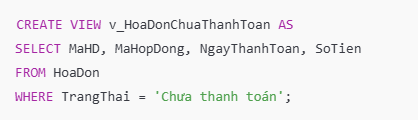 CREATE VIEW v_HoaDonChuaThanhToan AS
SELECT MaHD, MaHopDong, NgayThanhToan, SoTien
FROM HoaDon
WHERE TrangThai = 'Chưa thanh toán';